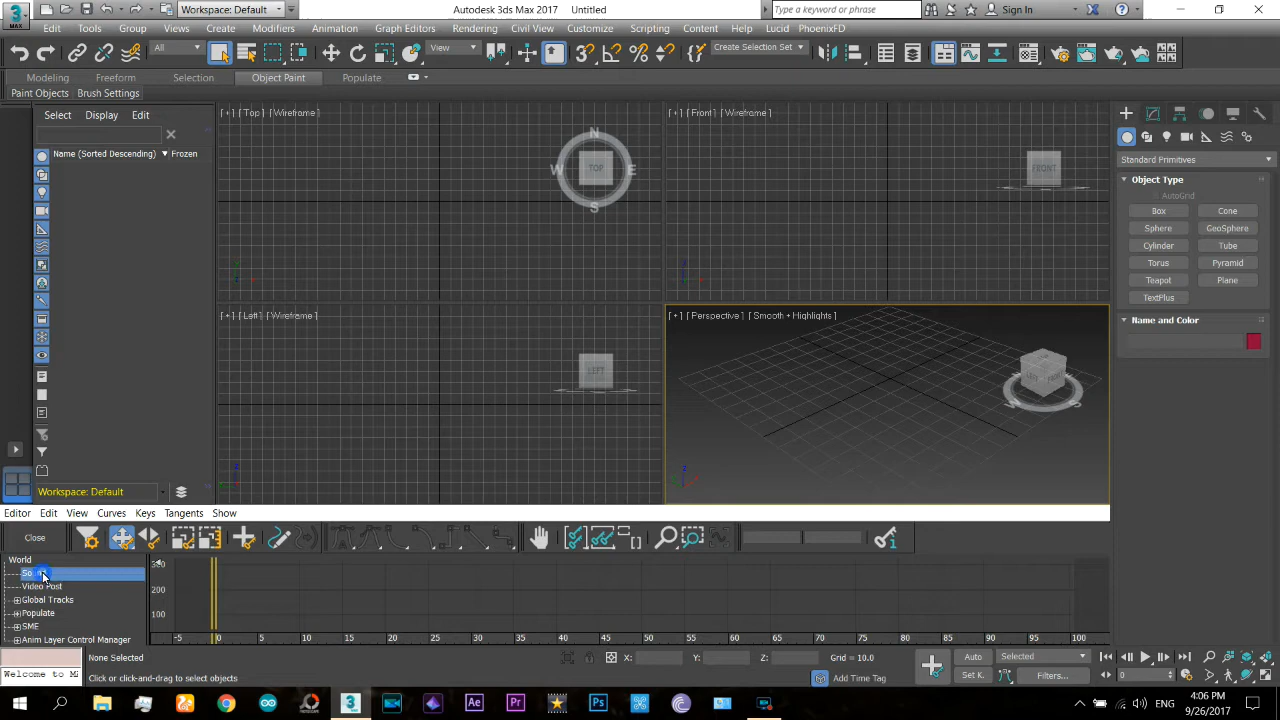 Workspace: Default
Autodesk 3ds Max 2017
Untitled
Type a keyword or phrase
Sign In
MAX
Edit
Tools
Group
Views
Create
Modifiers
Animation
Graph Editors
Rendering
Civil View
Customize
Scripting
Content
Help
Lucid
PhoenixFD
All
View
Create Selection Set
Modeling
Freeform
Selection
Object Paint
Populate
Paint Objects
Brush Settings
Select
Display
Edit
Name (Sorted Descending)
Frozen
[+] [Top] [Wireframe]
N
W
TOP
E
S
[+] [Front] [Wireframe]
FRONT
Standard Primitives
Object Type
AutoGrid
Box
Cone
Sphere
GeoSphere
Cylinder
Tube
Torus
Pyramid
Teapot
Plane
TextPlus
Name and Color
[+] [Left] [Wireframe]
LEFT
[+] [Perspective] [Smooth + Highlights]
Workspace: Default
Editor
Edit
View
Curves
Keys
Tangents
Show
Close
World
Video Post
Global Tracks
Populate
SME
Anim Layer Control Manager
300
200
100
-5
0
5
10
15
20
25
30
35
40
45
50
55
60
65
70
75
80
85
90
95
100
None Selected
X:
Y:
Z:
Grid = 10.0
Auto
Selected
Welcome to M
Click or click-and-drag to select objects
Add Time Tag
Set K.
Filters...
0
ENG
4:06 PM
9/26/2017